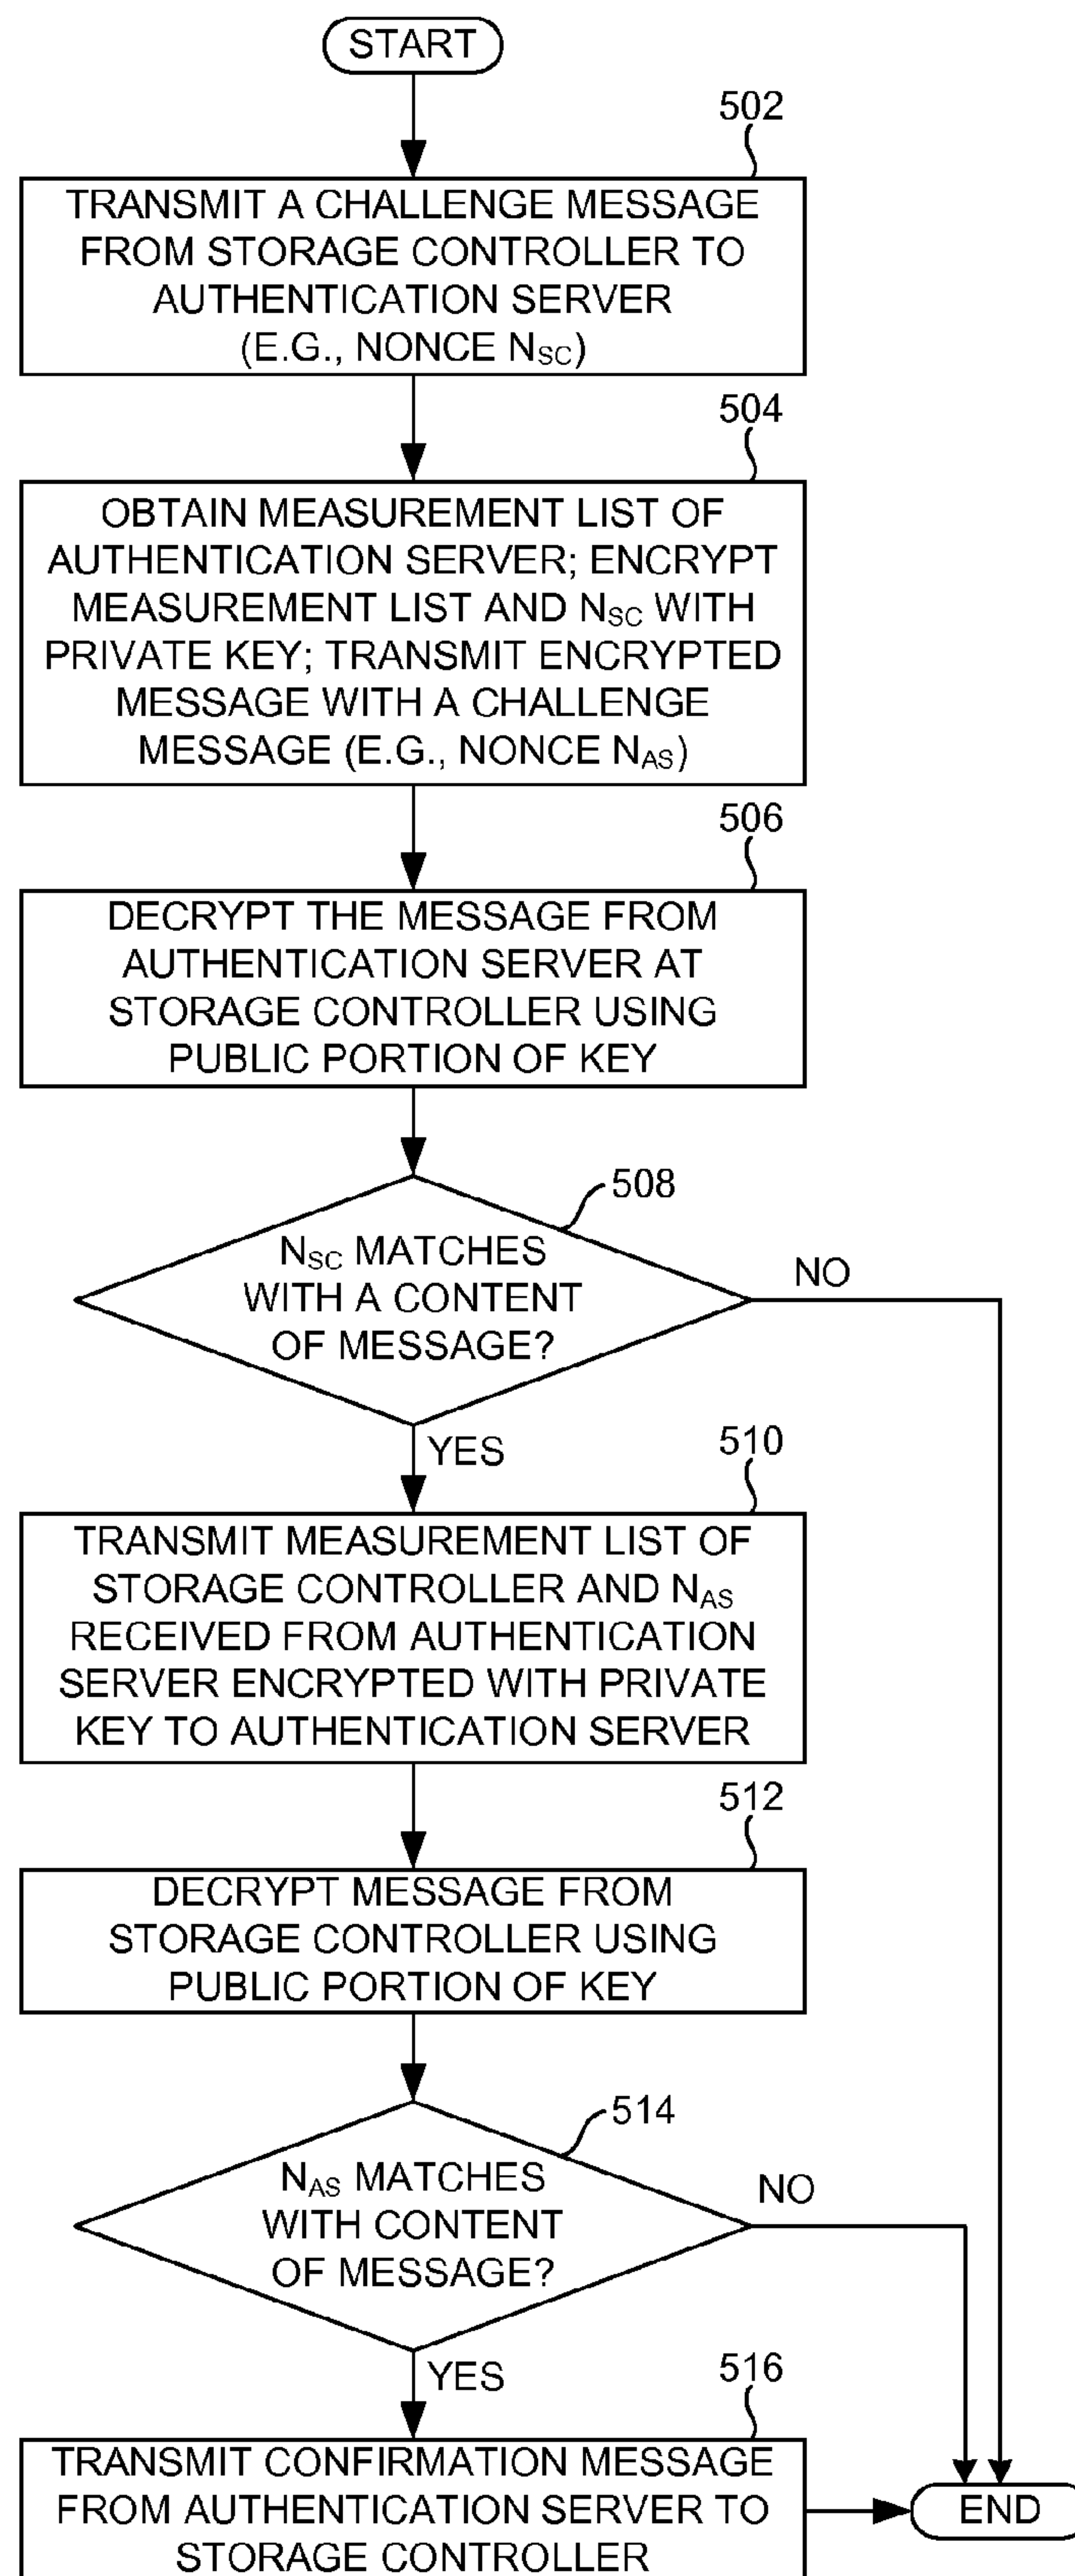 START
502
TRANSMIT A CHALLENGE MESSAGE
FROM STORAGE CONTROLLER TO
AUTHENTICATION SERVER
(E.G., NONCE NSC)
504
OBTAIN MEASUREMENT LIST OF
AUTHENTICATION SERVER; ENCRYPT
MEASUREMENT LIST AND NSC WITH
PRIVATE KEY; TRANSMIT ENCRYPTED
MESSAGE WITH A CHALLENGE
MESSAGE (E.G., NONCE NAS)
506
DECRYPT THE MESSAGE FROM
AUTHENTICATION SERVER AT
STORAGE CONTROLLER USING
PUBLIC PORTION OF KEY
508
NSC MATCHES
WITH A CONTENT
OF MESSAGE?
NO
YES
510
TRANSMIT MEASUREMENT LIST OF
STORAGE CONTROLLER AND NAS
RECEIVED FROM AUTHENTICATION
SERVER ENCRYPTED WITH PRIVATE
KEY TO AUTHENTICATION SERVER
512
DECRYPT MESSAGE FROM
STORAGE CONTROLLER USING
PUBLIC PORTION OF KEY
514
NAS MATCHES
WITH CONTENT
OF MESSAGE?
NO
YES
516
TRANSMIT CONFIRMATION MESSAGE
FROM AUTHENTICATION SERVER TO
STORAGE CONTROLLER
END